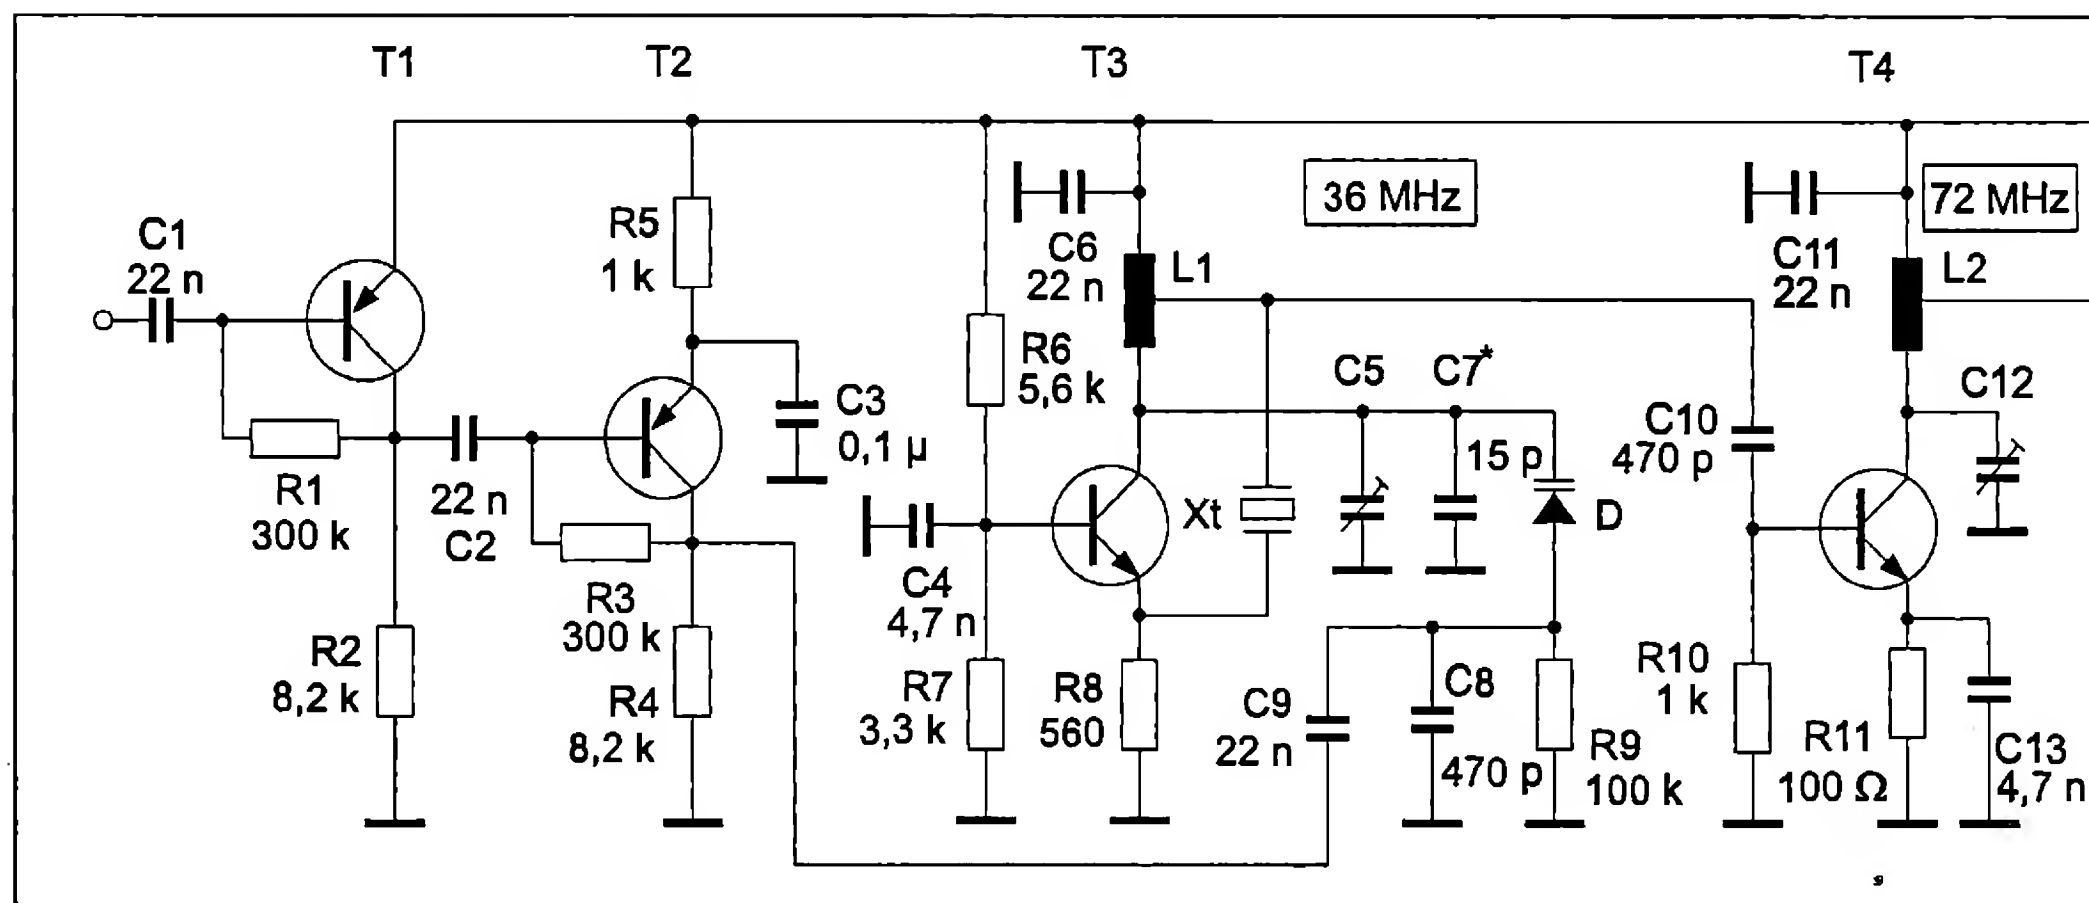 T1
T2
T3
T4
C1
22 n
R1
300 k
R2
8,2 k
22 n
C2
R5
1 k
C3
0,1 µ
R3
300 k
R4
8,2 k
C6
22 n
L1
36 MHz
R6
5,6 k
C4
4,7 n
R7
3,3 k
R8
560
Xt
C5
C7*
15 p
D
C9
22 n
C8
470 p
R9
100 k
C10
470 p
R10
1 k
C11
22 n
72 MHz
L2
C12
R11
100 Ω
C13
4,7 n